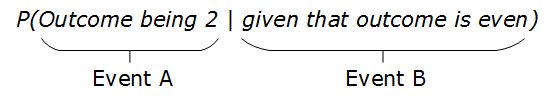 P(Outcome being 2 | given that outcome is even)
Event A Event B